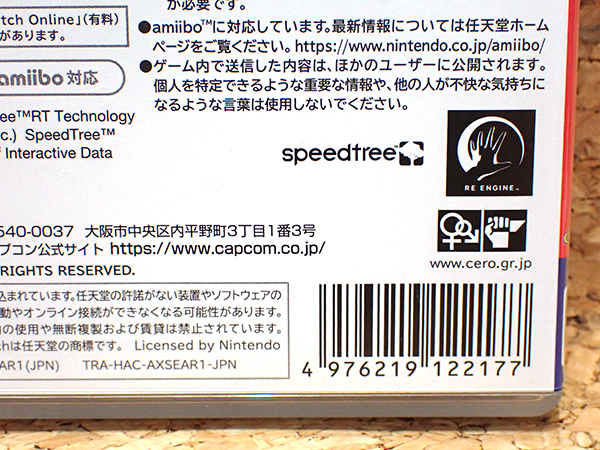 が必要です。
tch Online」(有料)
があります。
●amiibo™に対応しています。最新情報については任天堂ホーム
ページをご覧ください。https://www.nintendo.co.jp/amiibo/
●ゲーム内で送信した内容は、ほかのユーザーに公開されます。
個人を特定できるような重要な情報や、他の人が不快な気持ちに
なるような言葉は使用しないでください。
amiibo 対応
ree™RT Technology
c.) SpeedTree™
f Interactive Data
speedtree
RE ENGINE™
540-0037 大阪市中央区内平野町3丁目1番3号
プコン公式サイト https://www.capcom.co.jp/
RIGHTS RESERVED.
www.cero.gr.jp
込まれています。任天堂の許諾がない装置やソフトウェアの
動やオンライン接続ができなくなる可能性があります。
の使用や無断複製および賃貸は禁止されています。
chは任天堂の商標です。 Licensed by Nintendo
EAR1(JPN) TRA-HAC-AXSEAR1-JPN
4 976219 122177